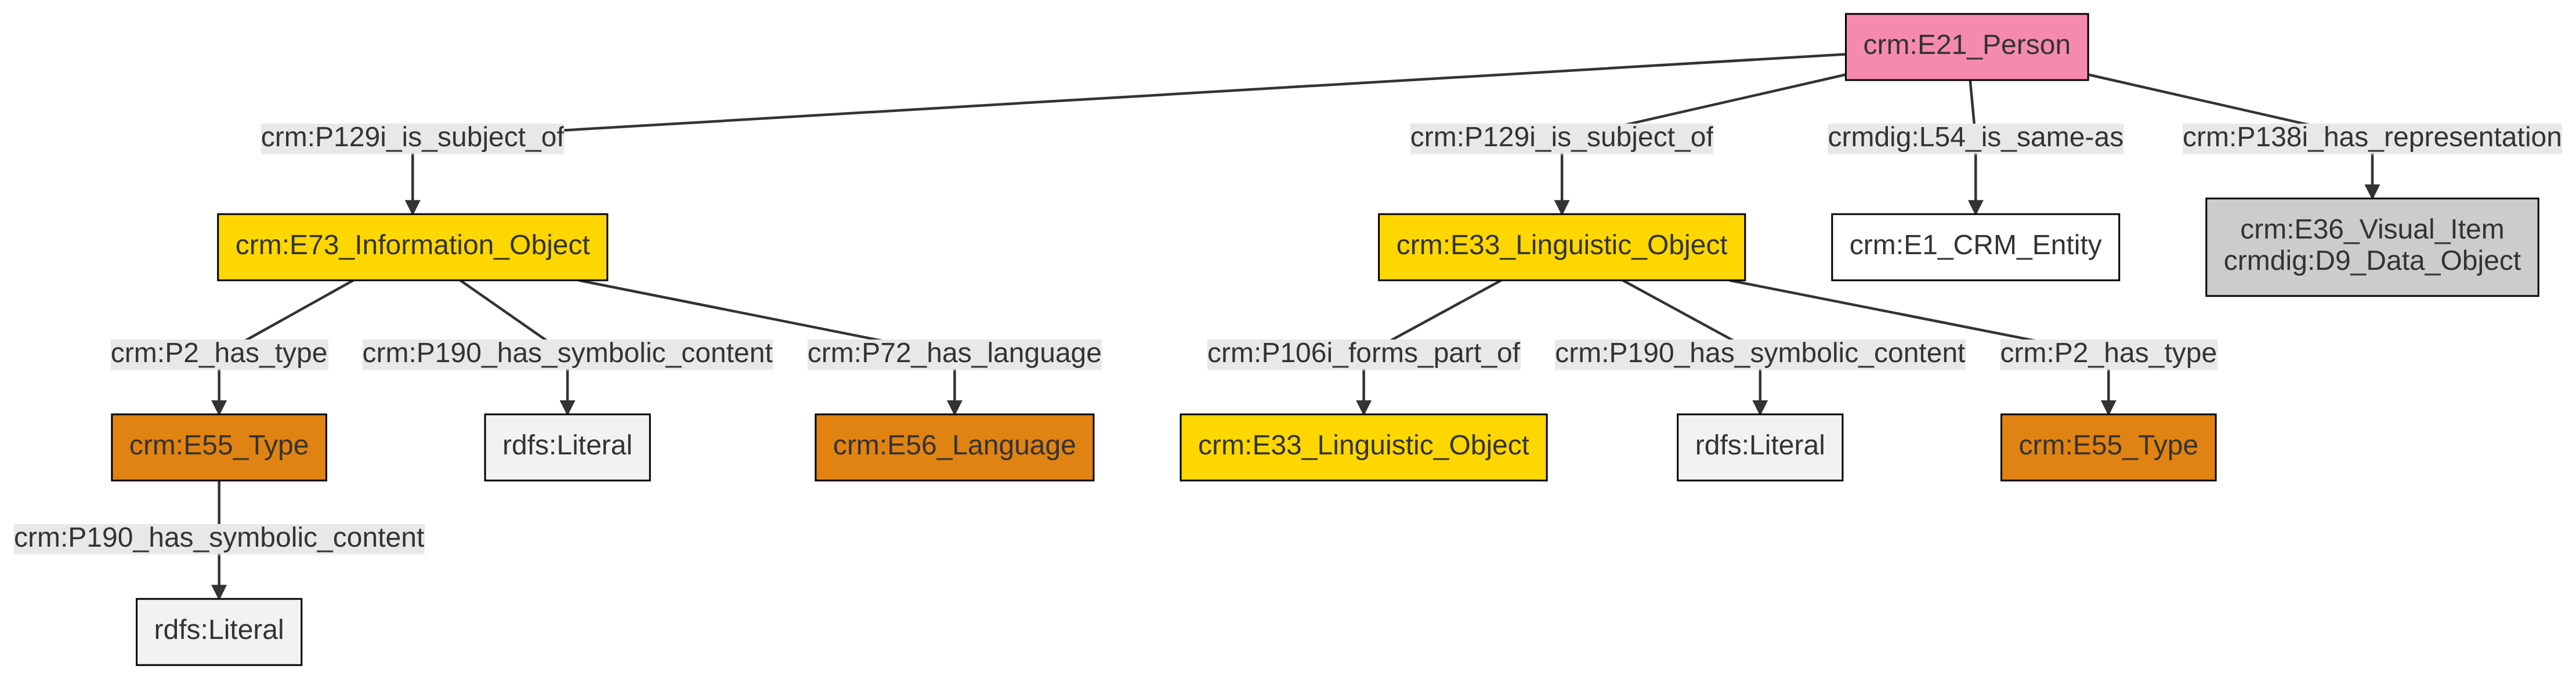 crm:E21_Person
crm:P129i_is_subject_of
crm:P129i_is_subject_of
crmdig:L54_is_same-as
crm:P138i_has_representation
crm:E73_Information_Object
crm:E33_Linguistic_Object
crm:E1_CRM_Entity
crm:E36_Visual_Item
crmdig:D9_Data_Object
crm:P2_has_type
crm:P190_has_symbolic_content
crm:P72_has_language
crm:P106i_forms_part_of
crm:P190_has_symbolic_content
crm:P2_has_type
crm:E55_Type
rdfs:Literal
crm:E56_Language
crm:E33_Linguistic_Object
rdfs:Literal
crm:E55_Type
crm:P190_has_symbolic_content
rdfs:Literal